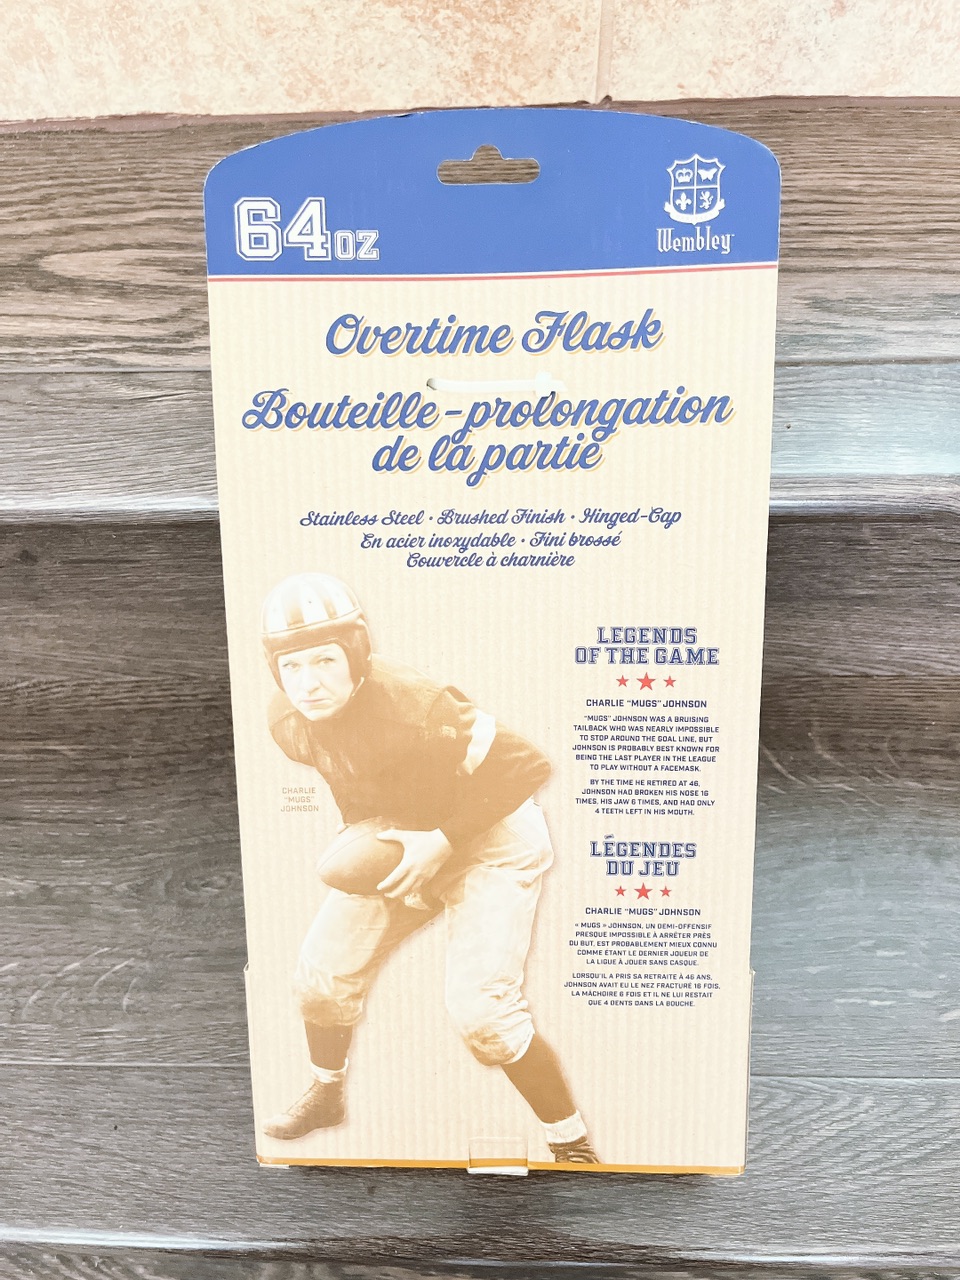 64 OZ
Wembley
Overtime Flask
Bouteille-prolongation
de la partie
Stainless Steel • Brushed Finish • Hinged-Cap
En acier inoxydable • Fini brossé
Couvercle à charnière
LEGENDS
OF THE GAME
CHARLIE "MUGS" JOHNSON
"MUGS" JOHNSON WAS A BRUISING
TAILBACK WHO WAS NEARLY IMPOSSIBLE
TO STOP AROUND THE GOAL LINE, BUT
JOHNSON IS PROBABLY BEST KNOWN FOR
BEING THE LAST PLAYER IN THE LEAGUE
TO PLAY WITHOUT A FACEMASK.
BY THE TIME HE RETIRED AT 46,
JOHNSON HAD BROKEN HIS NOSE 16
TIMES, HIS JAW 6 TIMES, AND HAD ONLY
4 TEETH LEFT IN HIS MOUTH.
CHARLIE
"MUGS"
JOHNSON
LÉGENDES
DU JEU
CHARLIE "MUGS" JOHNSON
« MUGS » JOHNSON, UN DEMI-OFFENSIF
PRESQUE IMPOSSIBLE À ARRÊTER PRÈS
DU BUT, EST PROBABLEMENT MIEUX CONNU
COMME ÉTANT LE DERNIER JOUEUR DE
LA LIGUE À JOUER SANS CASQUE.
LORSQU'IL A PRIS SA RETRAITE À 46 ANS,
JOHNSON AVAIT EU LE NEZ FRACTURÉ 16 FOIS,
LA MÂCHOIRE 6 FOIS ET IL NE LUI RESTAIT
QUE 4 DENTS DANS LA BOUCHE.